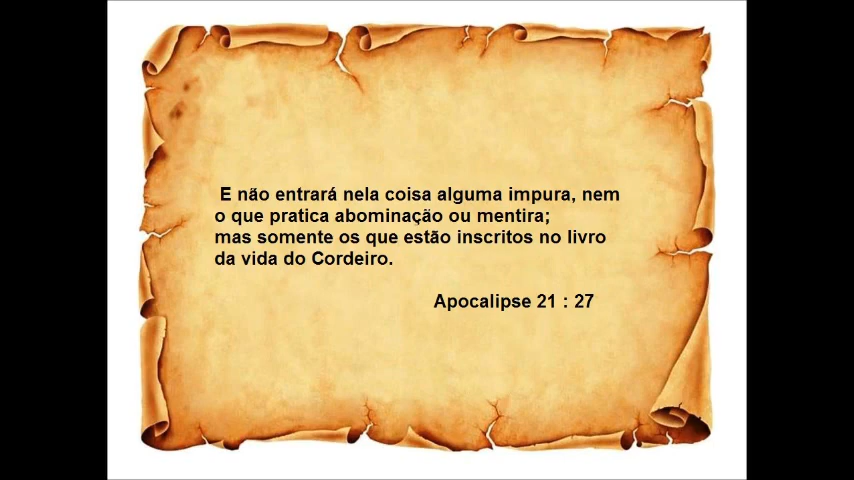 E não entrará nela coisa alguma impura, nem
o que pratica abominação ou mentira;
mas somente os que estão inscritos no livro
da vida do Cordeiro.
Apocalipse 21 : 27